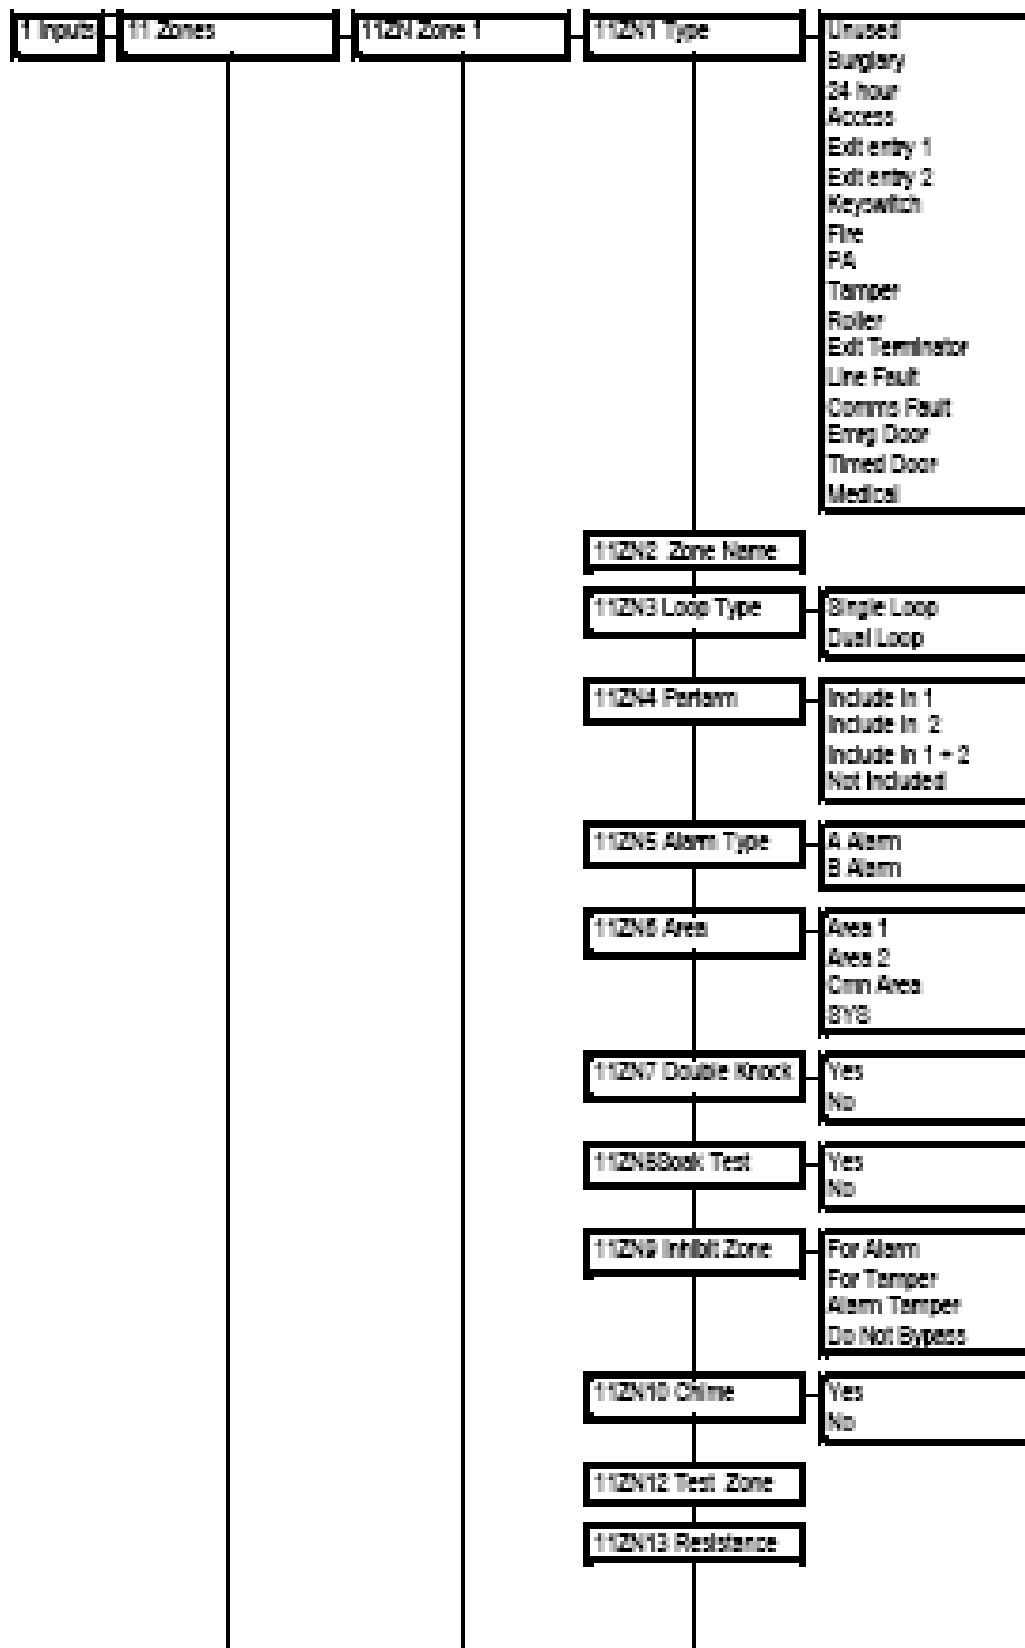 1 Inputs
11 Zones
11ZN Zone 1
11ZN1 Type
Unused
Burglary
24 hour
Access
Exit entry 1
Exit entry 2
Keyswitch
Fire
PA
Tamper
Roller
Exit Terminator
Line Fault
Comms Fault
Emrg Door
Timed Door
Medical
11ZN2 Zone Name
11ZN3 Loop Type
Single Loop
Dual Loop
11ZN4 Partarm
Include In 1
Include In 2
Include In 1 + 2
Not Included
11ZN5 Alarm Type
A Alarm
B Alarm
11ZN6 Area
Area 1
Area 2
Cmn Area
SYS
11ZN7 Double Knock
Yes
No
11ZN8Soak Test
Yes
No
11ZN9 Inhibit Zone
For Alarm
For Tamper
Alarm Tamper
Do Not Bypass
11ZN10 Chime
Yes
No
11ZN12 Test Zone
11ZN13 Resistance